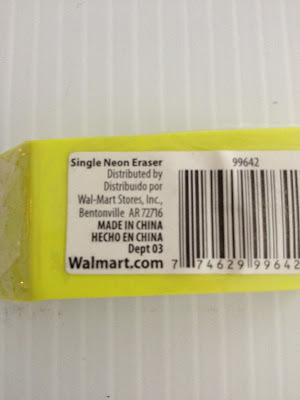 Single Neon Eraser 99642
Distributed by
Distribuido por
Wal-Mart Stores, Inc.,
Bentonville AR 72716
MADE IN CHINA
HECHO EN CHINA
Dept 03
Walmart.com 7 74629 99642